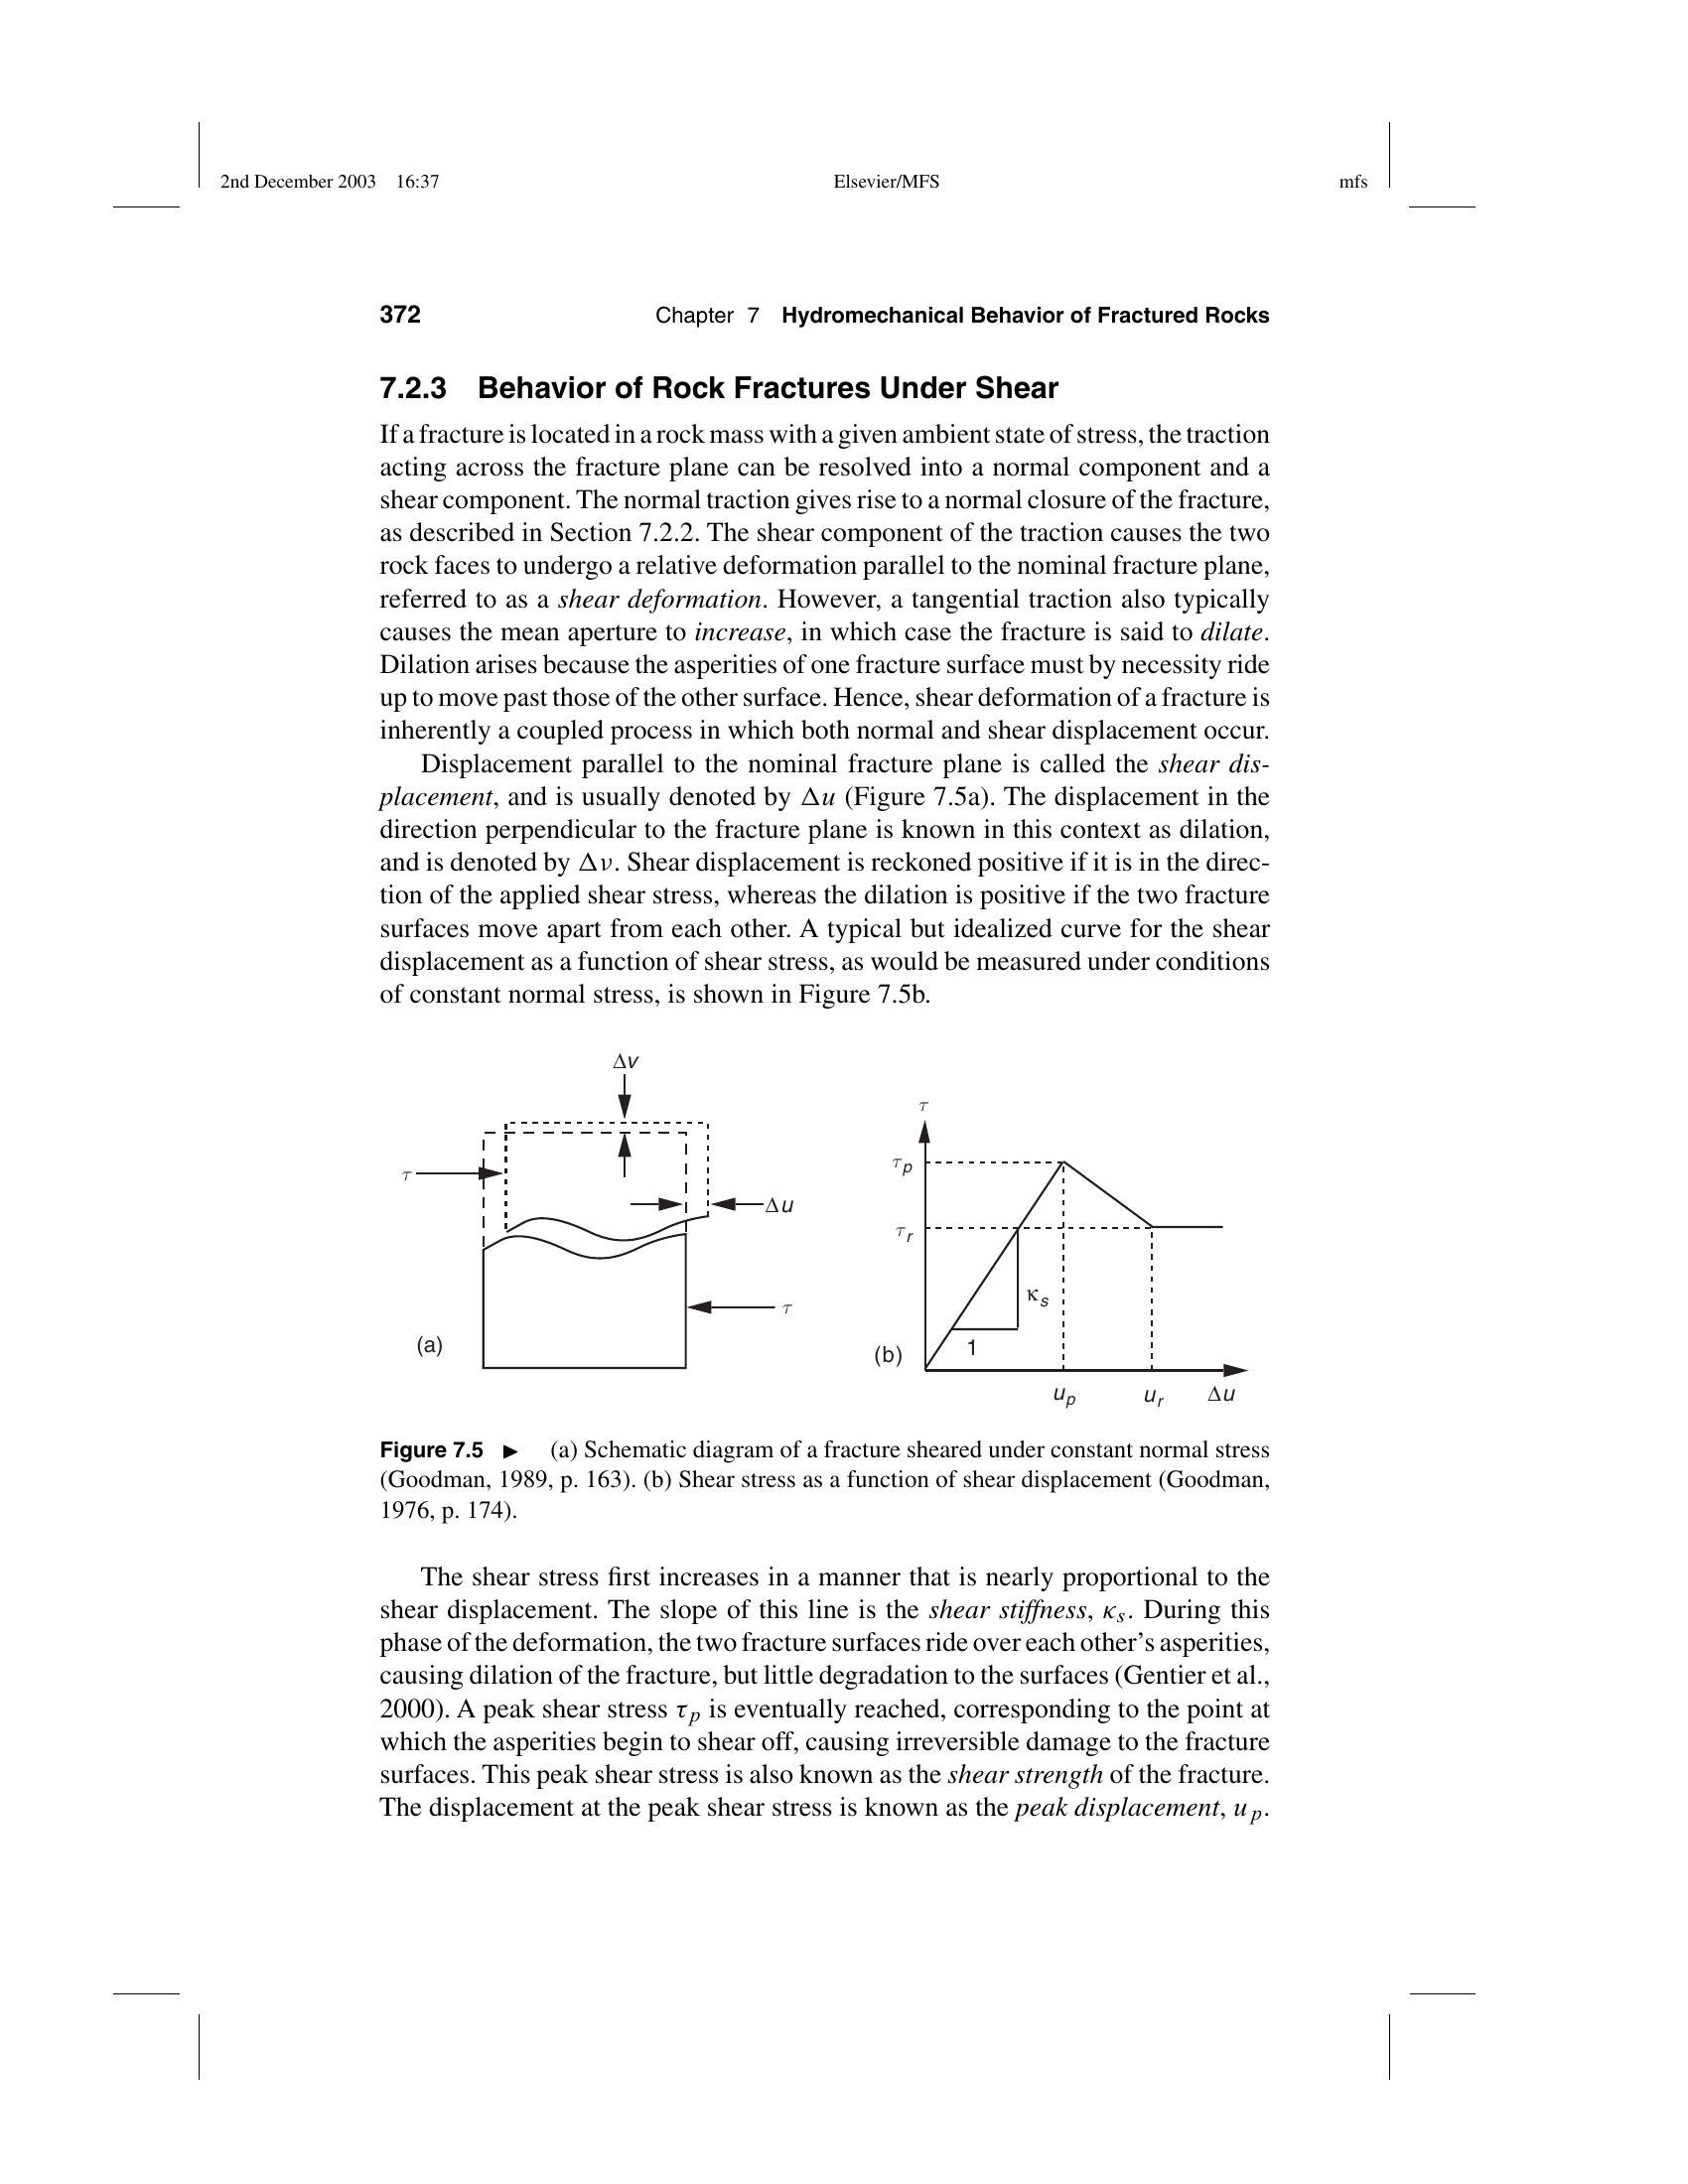 2nd December 2003 16:37 Elsevier/MFS mfs
372 Chapter 7 Hydromechanical Behavior of Fractured Rocks
7.2.3 Behavior of Rock Fractures Under Shear
If a fracture is located in a rock mass with a given ambient state of stress, the traction
acting across the fracture plane can be resolved into a normal component and a
shear component. The normal traction gives rise to a normal closure of the fracture,
as described in Section 7.2.2. The shear component of the traction causes the two
rock faces to undergo a relative deformation parallel to the nominal fracture plane,
referred to as a shear deformation. However, a tangential traction also typically
causes the mean aperture to increase, in which case the fracture is said to dilate.
Dilation arises because the asperities of one fracture surface must by necessity ride
up to move past those of the other surface. Hence, shear deformation of a fracture is
inherently a coupled process in which both normal and shear displacement occur.
Displacement parallel to the nominal fracture plane is called the shear dis-
placement, and is usually denoted by Δu (Figure 7.5a). The displacement in the
direction perpendicular to the fracture plane is known in this context as dilation,
and is denoted by Δν. Shear displacement is reckoned positive if it is in the direc-
tion of the applied shear stress, whereas the dilation is positive if the two fracture
surfaces move apart from each other. A typical but idealized curve for the shear
displacement as a function of shear stress, as would be measured under conditions
of constant normal stress, is shown in Figure 7.5b.
Δv
τ
Δu
τ
(a)
τ
τp
τr
κs
1
(b)
up ur Δu
Figure 7.5 ► (a) Schematic diagram of a fracture sheared under constant normal stress
(Goodman, 1989, p. 163). (b) Shear stress as a function of shear displacement (Goodman,
1976, p. 174).
The shear stress first increases in a manner that is nearly proportional to the
shear displacement. The slope of this line is the shear stiffness, κs. During this
phase of the deformation, the two fracture surfaces ride over each other's asperities,
causing dilation of the fracture, but little degradation to the surfaces (Gentier et al.,
2000). A peak shear stress τp is eventually reached, corresponding to the point at
which the asperities begin to shear off, causing irreversible damage to the fracture
surfaces. This peak shear stress is also known as the shear strength of the fracture.
The displacement at the peak shear stress is known as the peak displacement, up.